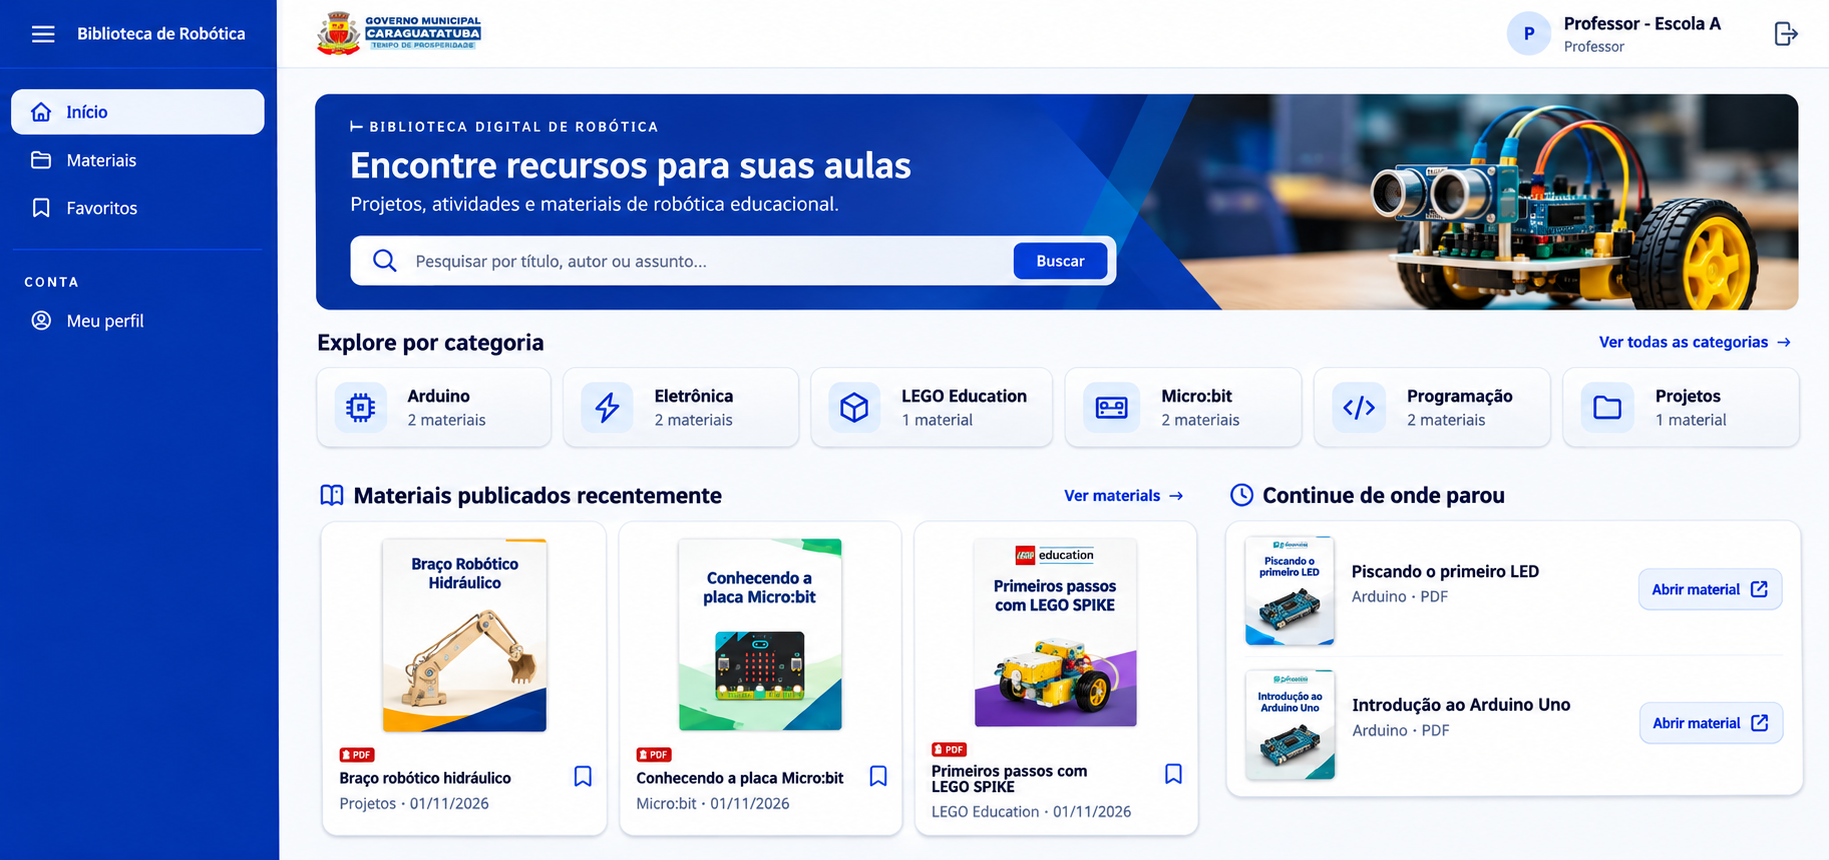 Biblioteca de Robótica
GOVERNO MUNICIPAL
CARAGUATATUBA
TEMPO DE PROSPERIDADE
P
Professor - Escola A
Professor
Início
Materiais
Favoritos
CONTA
Meu perfil
BIBLIOTECA DIGITAL DE ROBÓTICA
Encontre recursos para suas aulas
Projetos, atividades e materiais de robótica educacional.
Pesquisar por título, autor ou assunto...
Buscar
Explore por categoria
Ver todas as categorias →
Arduino
2 materiais
Eletrônica
2 materiais
LEGO Education
1 material
Micro:bit
2 materiais
Programação
2 materiais
Projetos
1 material
Materiais publicados recentemente
Ver materials →
Braço Robótico
Hidráulico
PDF
Braço robótico hidráulico
Projetos · 01/11/2026
Conhecendo a
placa Micro:bit
PDF
Conhecendo a placa Micro:bit
Micro:bit · 01/11/2026
education
Primeiros passos
com LEGO SPIKE
PDF
Primeiros passos com
LEGO SPIKE
LEGO Education · 01/11/2026
Continue de onde parou
Piscando o
primeiro LED
Piscando o primeiro LED
Arduino · PDF
Abrir material
Introdução ao
Arduino Uno
Introdução ao Arduino Uno
Arduino · PDF
Abrir material